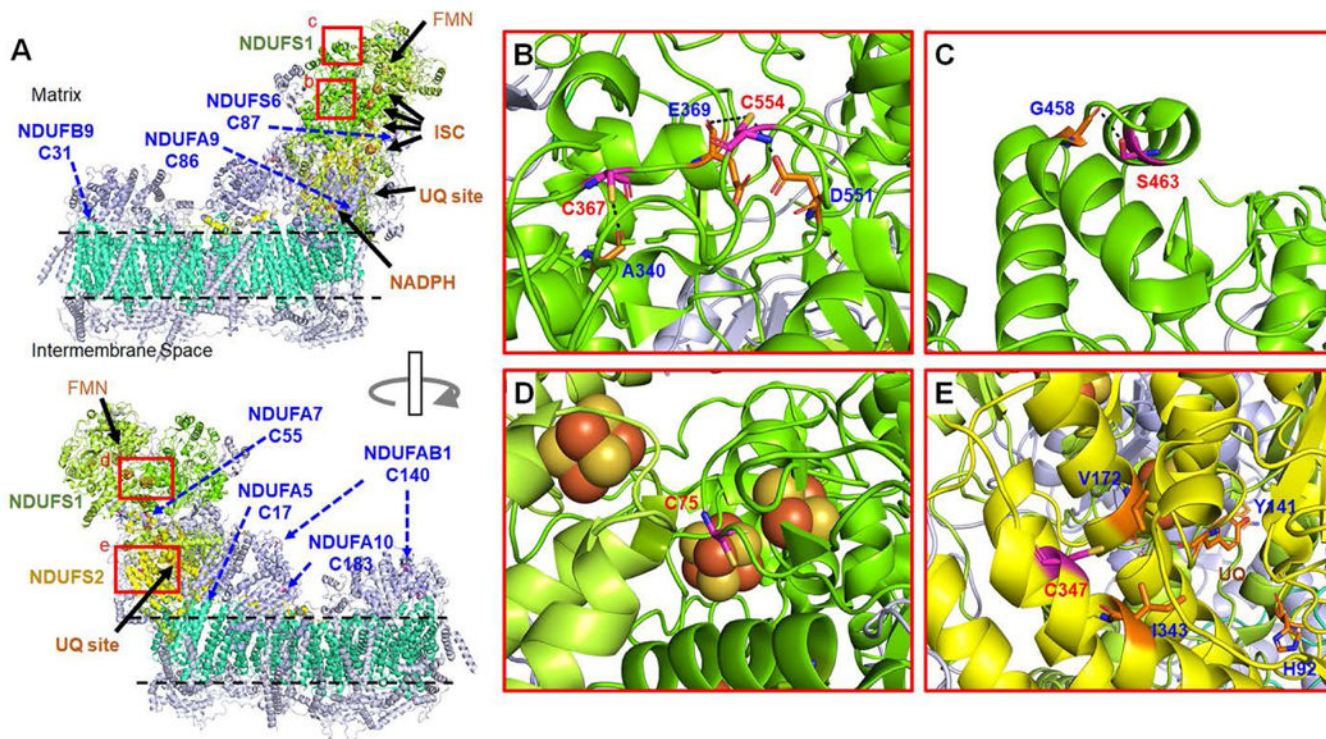 A
c
NDUFS1
FMN
b
Matrix
NDUFS6
C87
NDUFB9
C31
NDUFA9
C86
ISC
UQ site
NADPH
Intermembrane Space
FMN
NDUFA7
C55
d
NDUFS1
NDUFAB1
C140
NDUFA5
C17
e
NDUFS2
NDUFA10
C183
UQ site
B
E369
C554
C367
D551
A340
C
G458
S463
D
C75
E
V172
Y141
C347
UQ
I343
H92